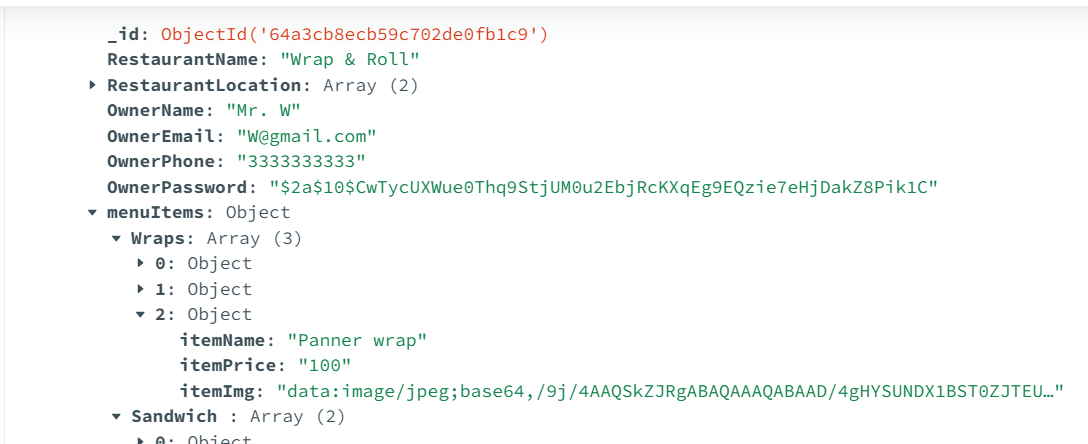 _id: ObjectId('64a3cb8ecb59c702de0fb1c9')
RestaurantName: "Wrap & Roll"
RestaurantLocation: Array (2)
OwnerName: "Mr. W"
OwnerEmail: "W@gmail.com"
OwnerPhone: "3333333333"
OwnerPassword: "$2a$10$CwTycUXWue0Thq9StjUM0u2EbjRcKXqEg9EQzie7eHjDakZ8Pik1C"
menuItems: Object
Wraps: Array (3)
0: Object
1: Object
2: Object
itemName: "Panner wrap"
itemPrice: "100"
itemImg: "data:image/jpeg;base64,/9j/4AAQSkZJRgABAQAAAQABAAD/4gHYSUNDX1BST0ZJTEU…"
Sandwich : Array (2)
0: Object